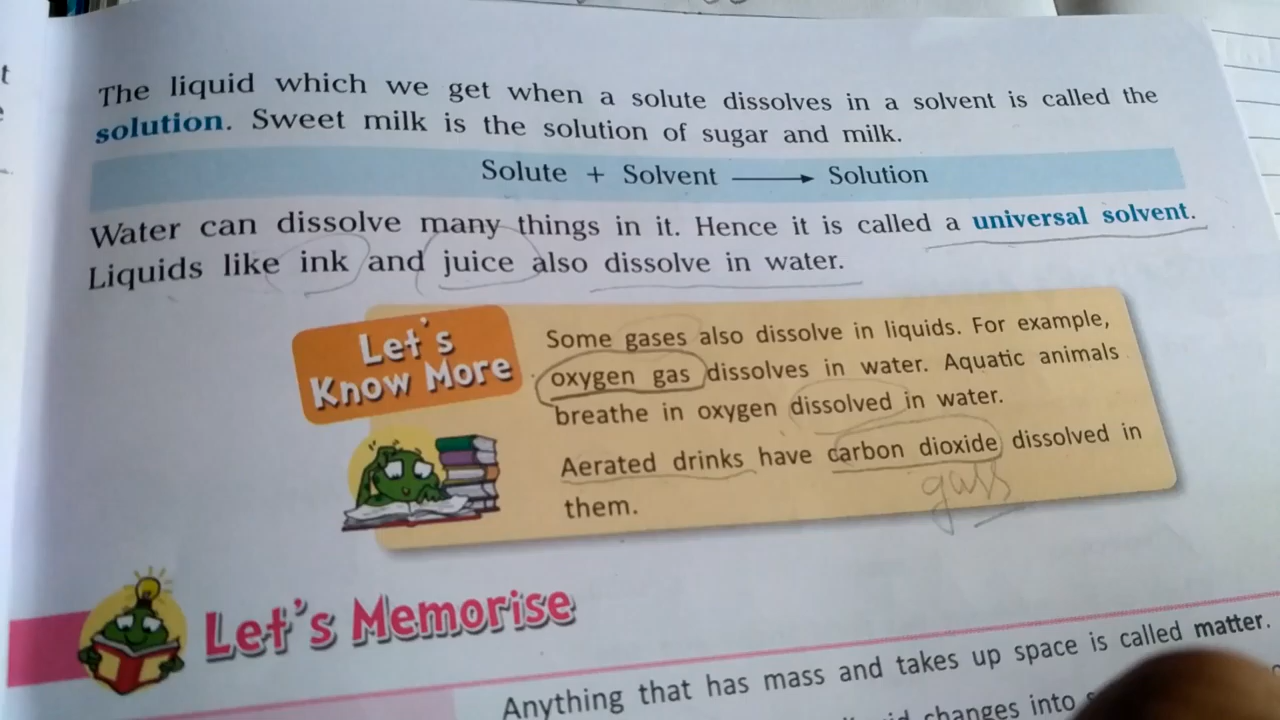 The liquid which we get when a solute dissolves in a solvent is called the
solution. Sweet milk is the solution of sugar and milk.
Solute + Solvent ⟶ Solution
Water can dissolve many things in it. Hence it is called a universal solvent.
Liquids like ink and juice also dissolve in water.
Let's
Know More
Some gases also dissolve in liquids. For example,
oxygen gas dissolves in water. Aquatic animals
breathe in oxygen dissolved in water.
Aerated drinks have carbon dioxide dissolved in
gass
them.
Let's Memorise
Anything that has mass and takes up space is called matter.
changes into